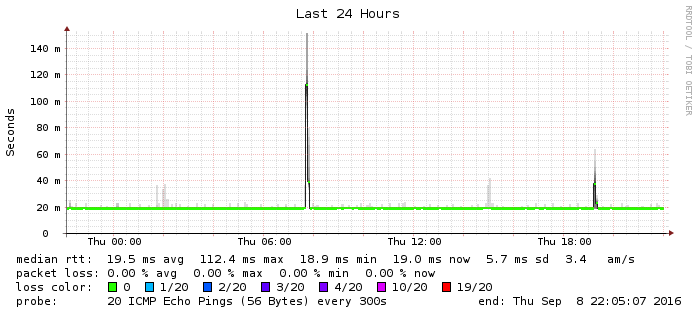 Last 24 Hours
RRDTOOL / TOBI OETIKER
Seconds
140 m
120 m
100 m
80 m
60 m
40 m
20 m
0
Thu 00:00 Thu 06:00 Thu 12:00 Thu 18:00
median rtt: 19.5 ms avg 112.4 ms max 18.9 ms min 19.0 ms now 5.7 ms sd 3.4 am/s
packet loss: 0.00 % avg 0.00 % max 0.00 % min 0.00 % now
loss color: 0 1/20 2/20 3/20 4/20 10/20 19/20
probe: 20 ICMP Echo Pings (56 Bytes) every 300s end: Thu Sep 8 22:05:07 2016